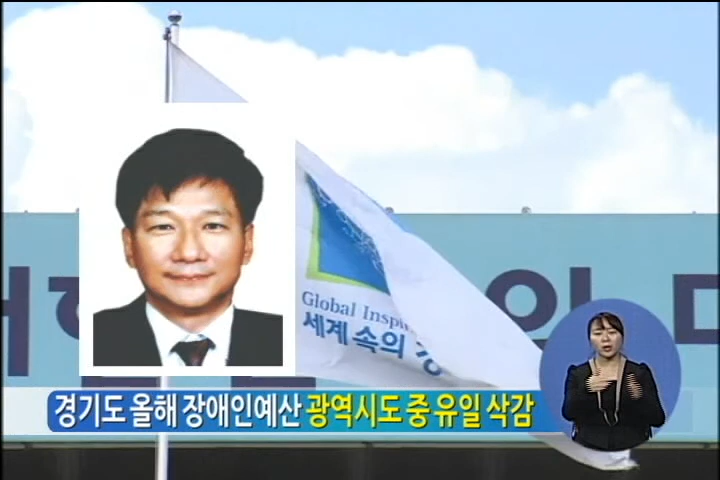 Global Inspi
세계 속의 경
경기도 올해 장애인예산 광역시도 중 유일 삭감